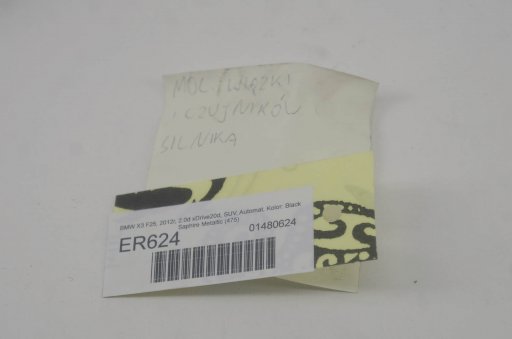 MOC. WIĄZKI
I CZUJNIKÓW
SILNIKA
BMW X3 F25, 2012r, 2.0d xDrive20d, SUV, Automat, Kolor: Black
Saphire Metallic (475)
ER624
01480624